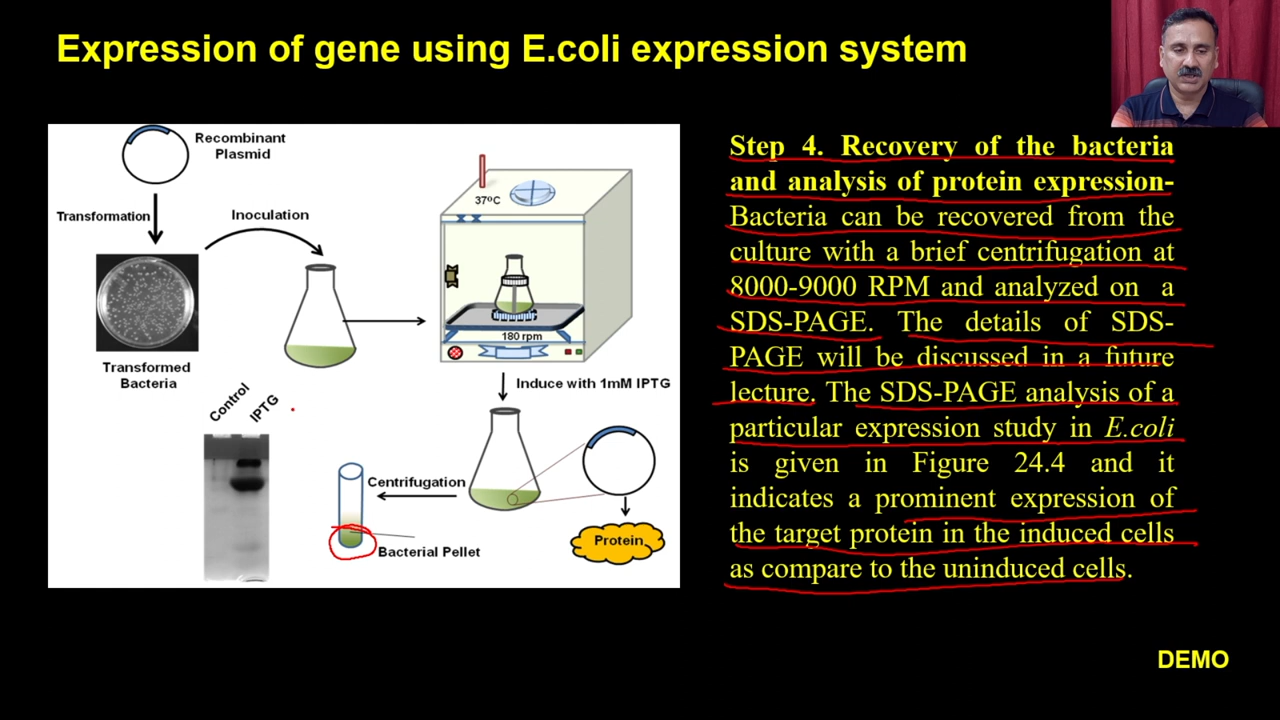 Expression of gene using E.coli expression system
Recombinant
Plasmid
Transformation
Inoculation
37ºC
180 rpm
Transformed
Bacteria
Induce with 1mM IPTG
Control
IPTG
Centrifugation
Bacterial Pellet
Protein
Step 4. Recovery of the bacteria
and analysis of protein expression-
Bacteria can be recovered from the
culture with a brief centrifugation at
8000-9000 RPM and analyzed on a
SDS-PAGE. The details of SDS-
PAGE will be discussed in a future
lecture. The SDS-PAGE analysis of a
particular expression study in E.coli
is given in Figure 24.4 and it
indicates a prominent expression of
the target protein in the induced cells
as compare to the uninduced cells.
DEMO